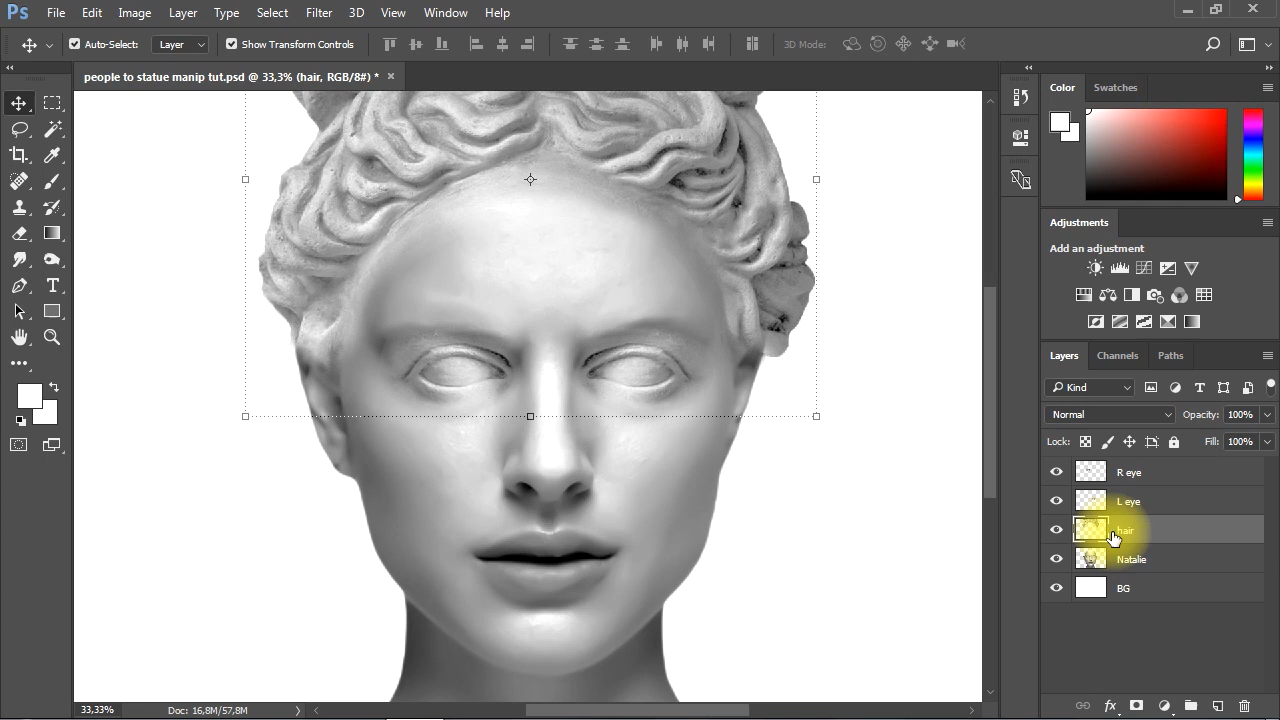 Ps File Edit Image Layer Type Select Filter 3D View Window Help
Auto-Select: Layer Show Transform Controls 3D Mode:
people to statue manip tut.psd @ 33,3% (hair, RGB/8#) * ×
Color Swatches
Adjustments
Add an adjustment
Layers Channels Paths
Kind
Normal Opacity: 100%
Lock: Fill: 100%
R eye
L eye
hair
Natalie
BG
33,33% Doc: 16,8M/57,8M
fx